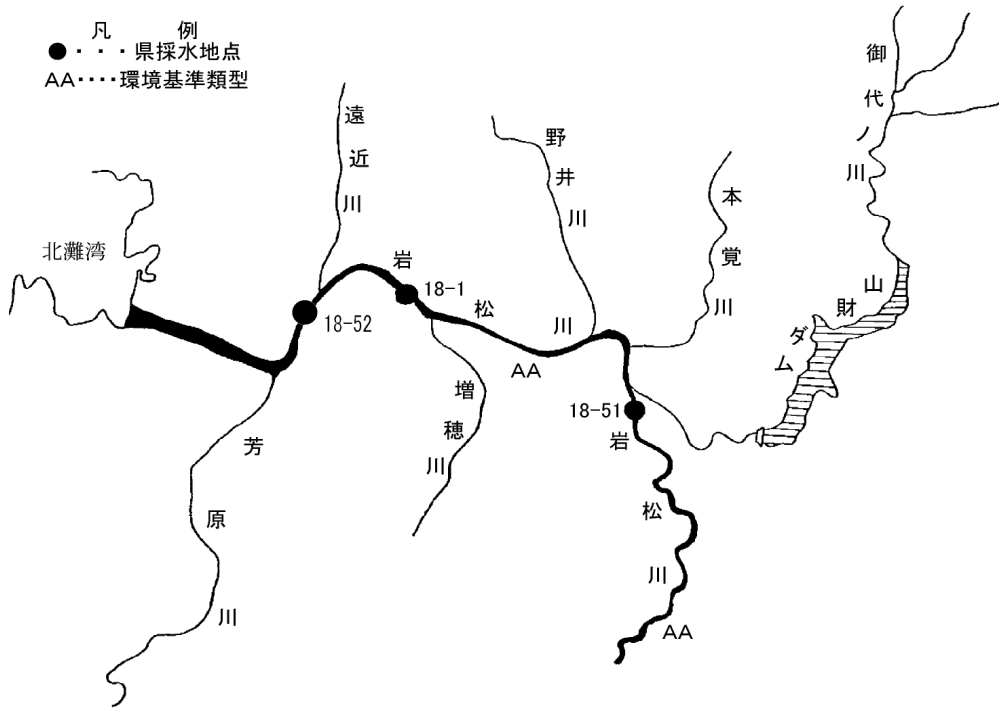 凡 例
●・・・県採水地点
AA‥‥環境基準類型
御代ノ川
遠近川
野井川
本覚川
北灘湾
岩松川
18-1
18-52
AA
山財ダム
増穂川
18-51
芳原川
岩松川
AA